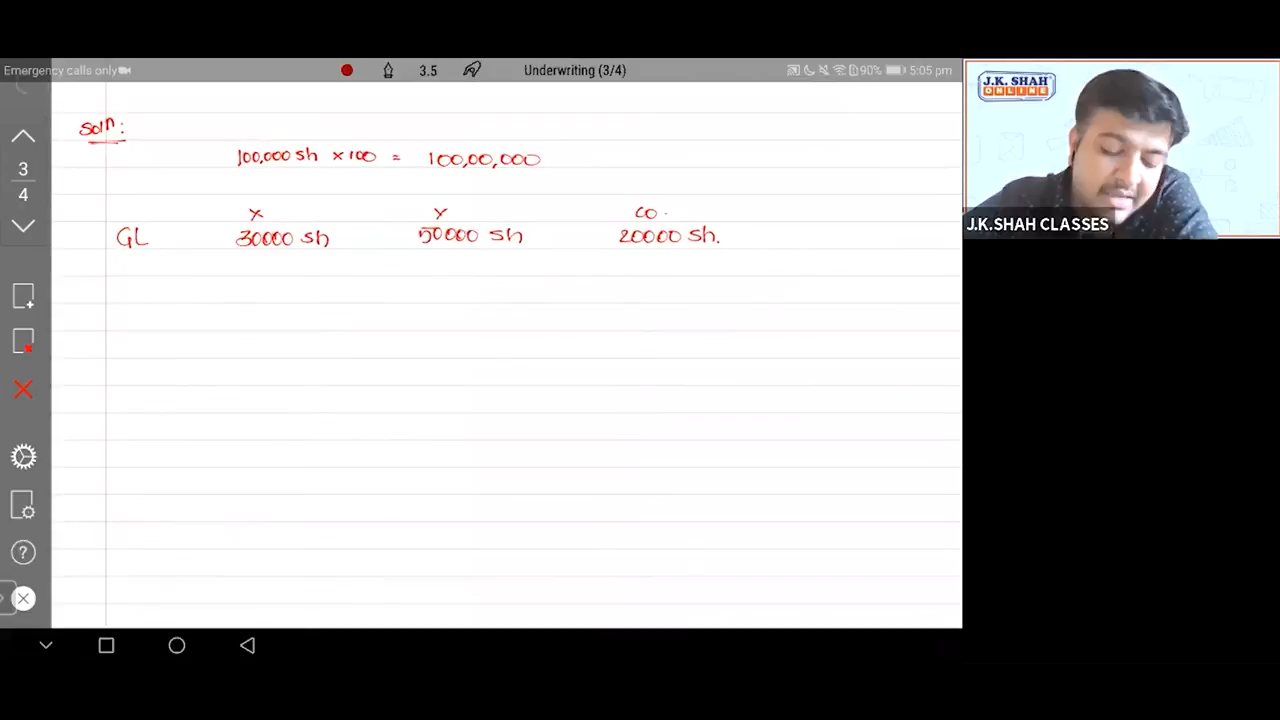 Emergency calls only
3.5
Underwriting (3/4)
90%
5:05 pm
J.K. SHAH
ONLINE
J.K.SHAH CLASSES
3
4
Soln:
100,000 sh × 100 = 100,00,000
X Y CO.
GL 30000 sh 50000 sh 20000 sh.
?